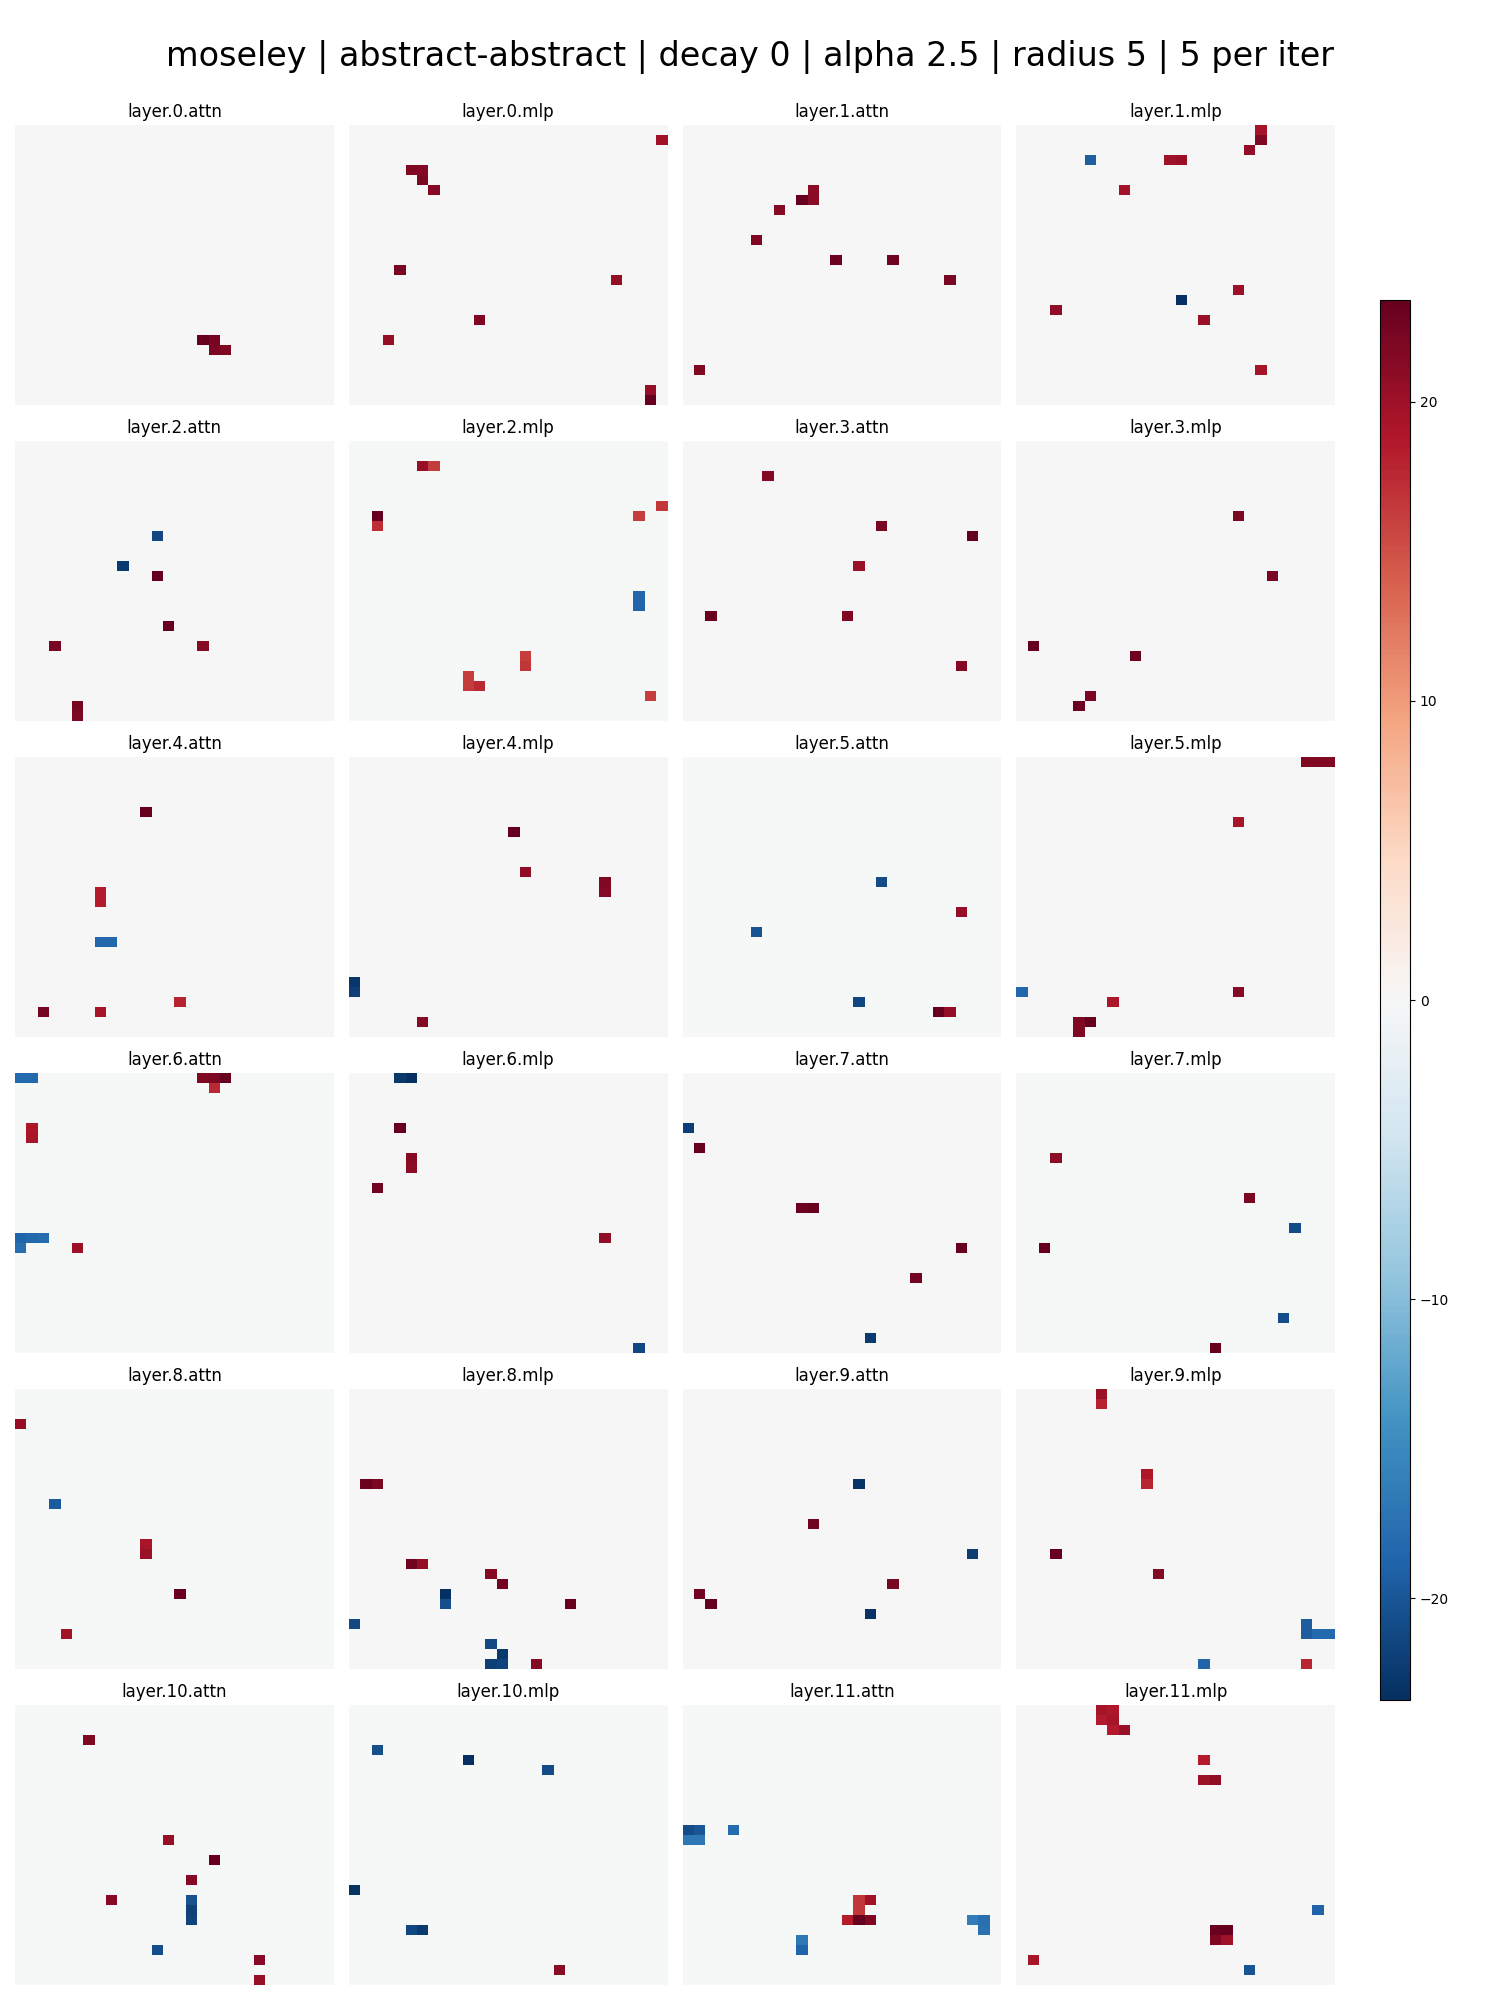 moseley | abstract-abstract | decay 0 | alpha 2.5 | radius 5 | 5 per iter
layer.0.attn
layer.0.mlp
layer.1.attn
layer.1.mlp
layer.2.attn
layer.2.mlp
layer.3.attn
layer.3.mlp
layer.4.attn
layer.4.mlp
layer.5.attn
layer.5.mlp
layer.6.attn
layer.6.mlp
layer.7.attn
layer.7.mlp
layer.8.attn
layer.8.mlp
layer.9.attn
layer.9.mlp
layer.10.attn
layer.10.mlp
layer.11.attn
layer.11.mlp
20
10
0
−10
−20